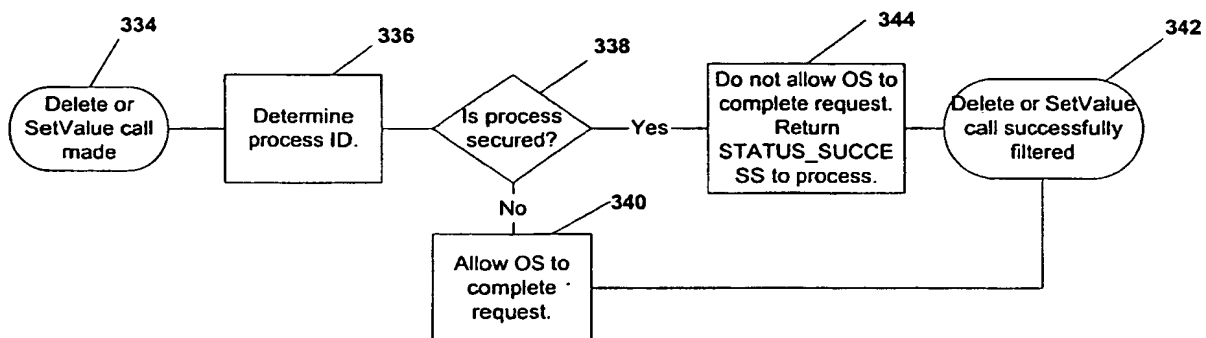 334
336
338
344
342
Delete or
SetValue call
made
Determine
process ID.
Is process
secured?
Yes
Do not allow OS to
complete request.
Return
STATUS_SUCCE
SS to process.
Delete or SetValue
call successfully
filtered
No
340
Allow OS to
complete
request.